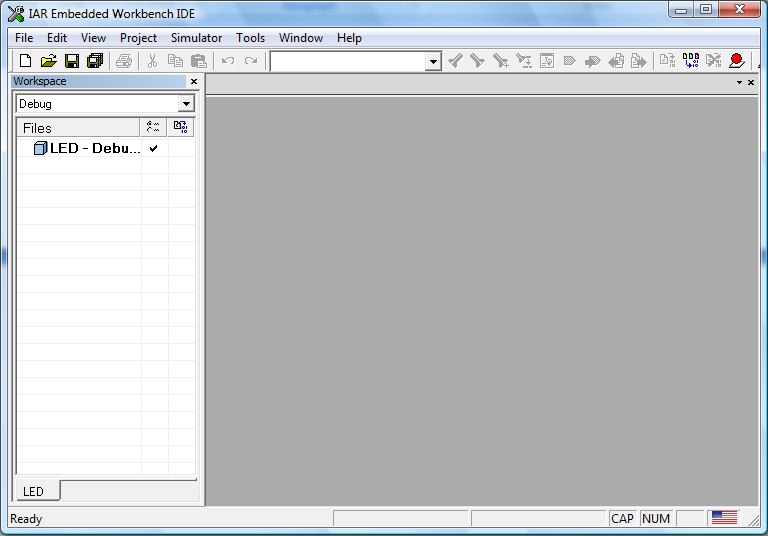 IAR Embedded Workbench IDE
File Edit View Project Simulator Tools Window Help
Workspace
Debug
Files
LED - Debu...
LED
Ready CAP NUM